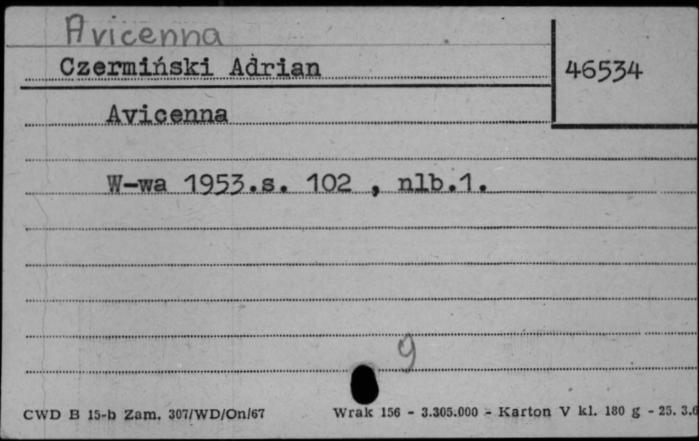 Avicenna
Czermiński Adrian
46534
Avicenna
W-wa 1953.s. 102 , nlb.1.
9
CWD B 15-b Zam. 307/WD/On/67 Wrak 156 - 3.305.000 - Karton V kl. 180 g - 25. 3.6